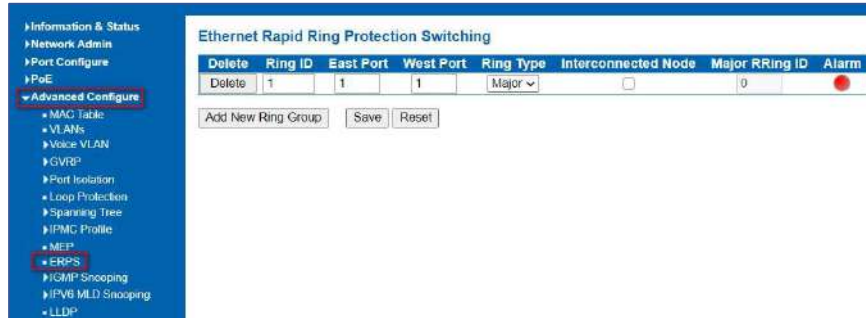 Information & Status
Network Admin
Port Configure
PoE
Advanced Configure
MAC Table
VLANs
Voice VLAN
GVRP
Port Isolation
Loop Protection
Spanning Tree
IPMC Profile
MEP
ERPS
IGMP Snooping
IPV6 MLD Snooping
LLDP
Ethernet Rapid Ring Protection Switching
Delete Ring ID East Port West Port Ring Type Interconnected Node Major RRing ID Alarm
Delete 1 1 1 Major 0
Add New Ring Group Save Reset